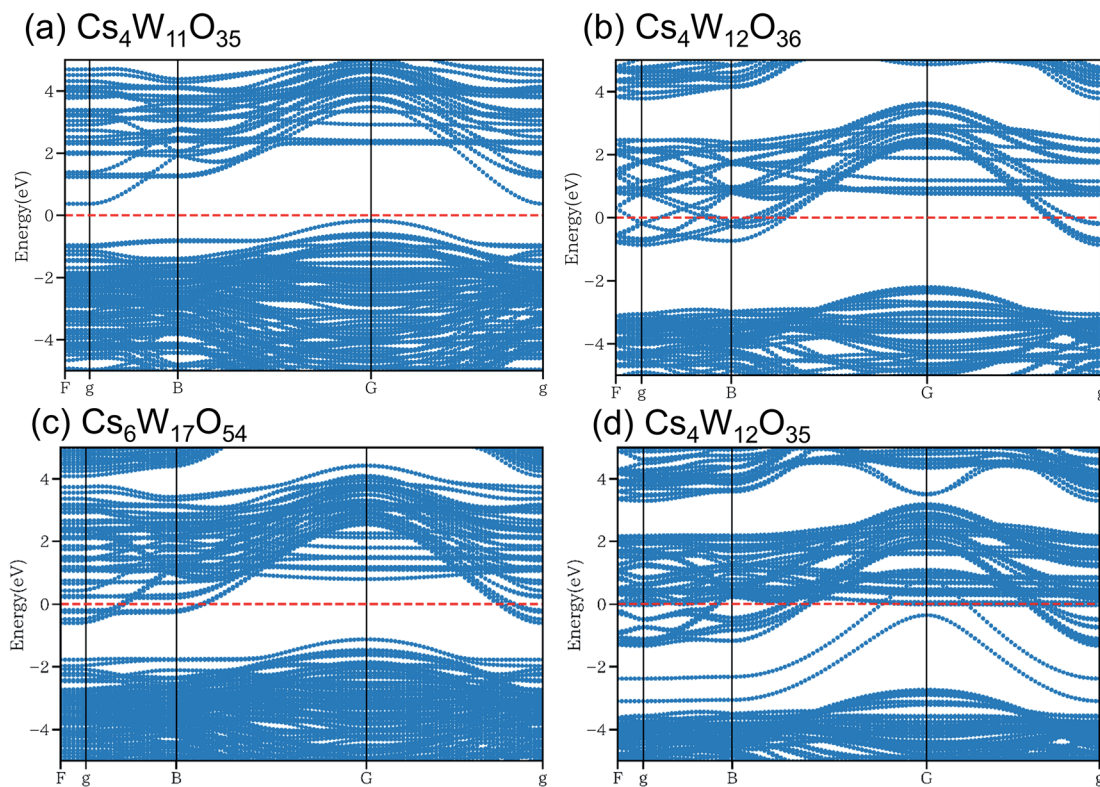 (a) Cs4W11O35
Energy(eV)
4
2
0
−2
−4
F g B G g
(b) Cs4W12O36
Energy(eV)
4
2
0
−2
−4
F g B G g
(c) Cs6W17O54
Energy(eV)
4
2
0
−2
−4
F g B G g
(d) Cs4W12O35
Energy(eV)
4
2
0
−2
−4
F g B G g